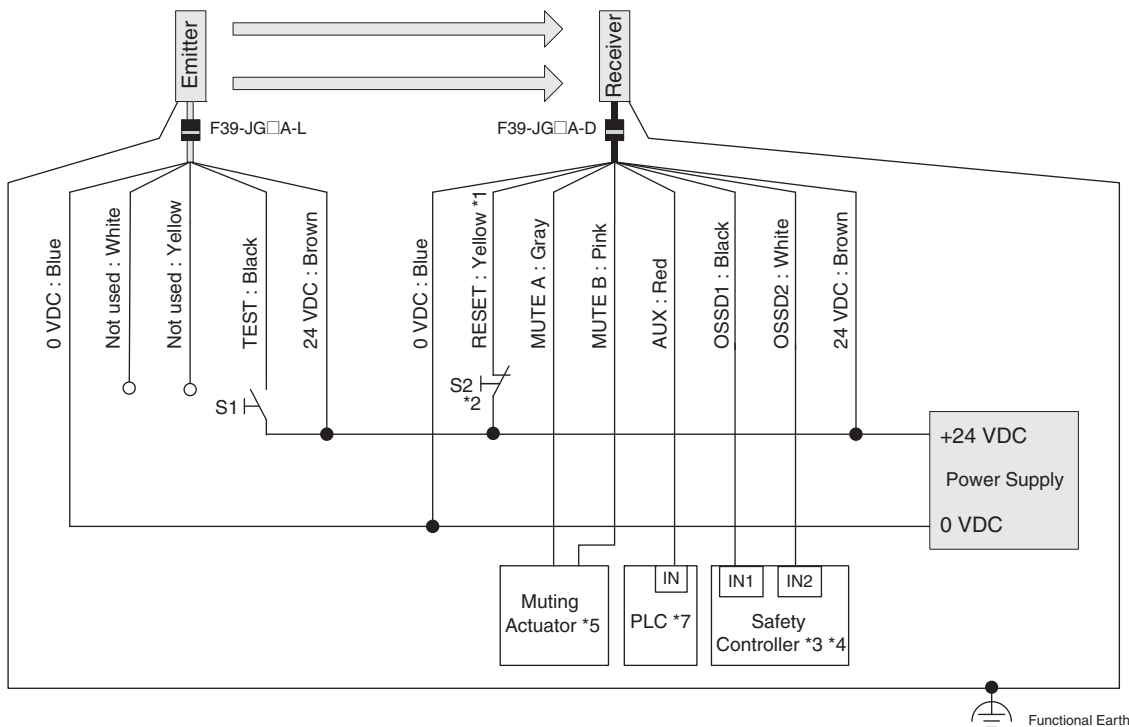 Emitter
Receiver
F39-JG□A-L
F39-JG□A-D
0 VDC : Blue
Not used : White
Not used : Yellow
TEST : Black
24 VDC : Brown
0 VDC : Blue
RESET : Yellow *1
MUTE A : Gray
MUTE B : Pink
AUX : Red
OSSD1 : Black
OSSD2 : White
24 VDC : Brown
S1
S2
*2
+24 VDC
Power Supply
0 VDC
Muting
Actuator *5
IN
PLC *7
IN1
IN2
Safety
Controller *3 *4
Functional Earth